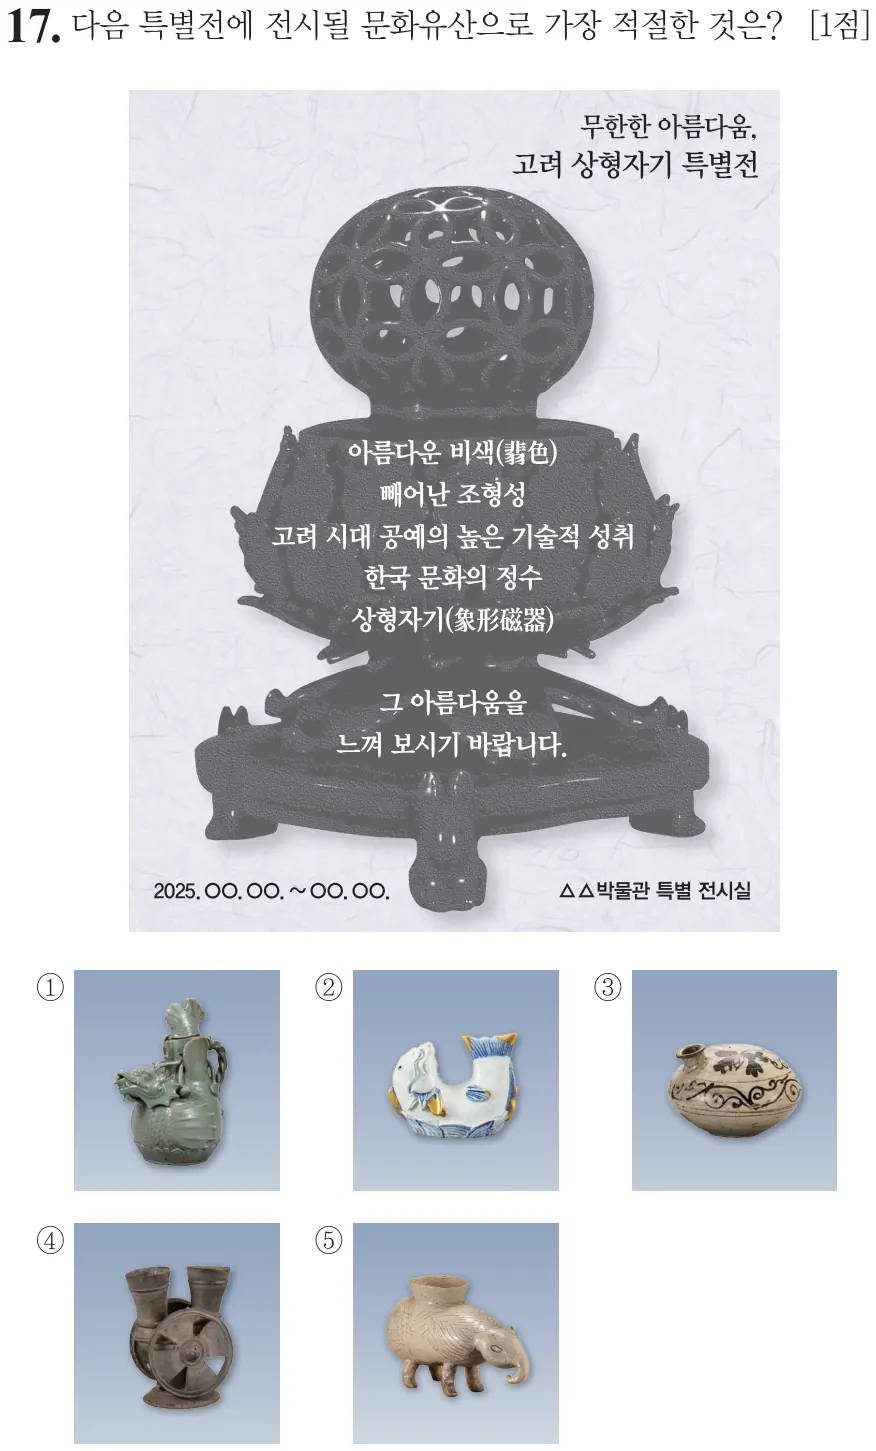 17. 다음 특별전에 전시될 문화유산으로 가장 적절한 것은? [1점]
무한한 아름다움,
고려 상형자기 특별전
아름다운 비색(翡色)
빼어난 조형성
고려 시대 공예의 높은 기술적 성취
한국 문화의 정수
상형자기(象形磁器)
그 아름다움을
느껴 보시기 바랍니다.
2025. ○○. ○○. ~ ○○. ○○. △△박물관 특별 전시실
① ② ③
④ ⑤